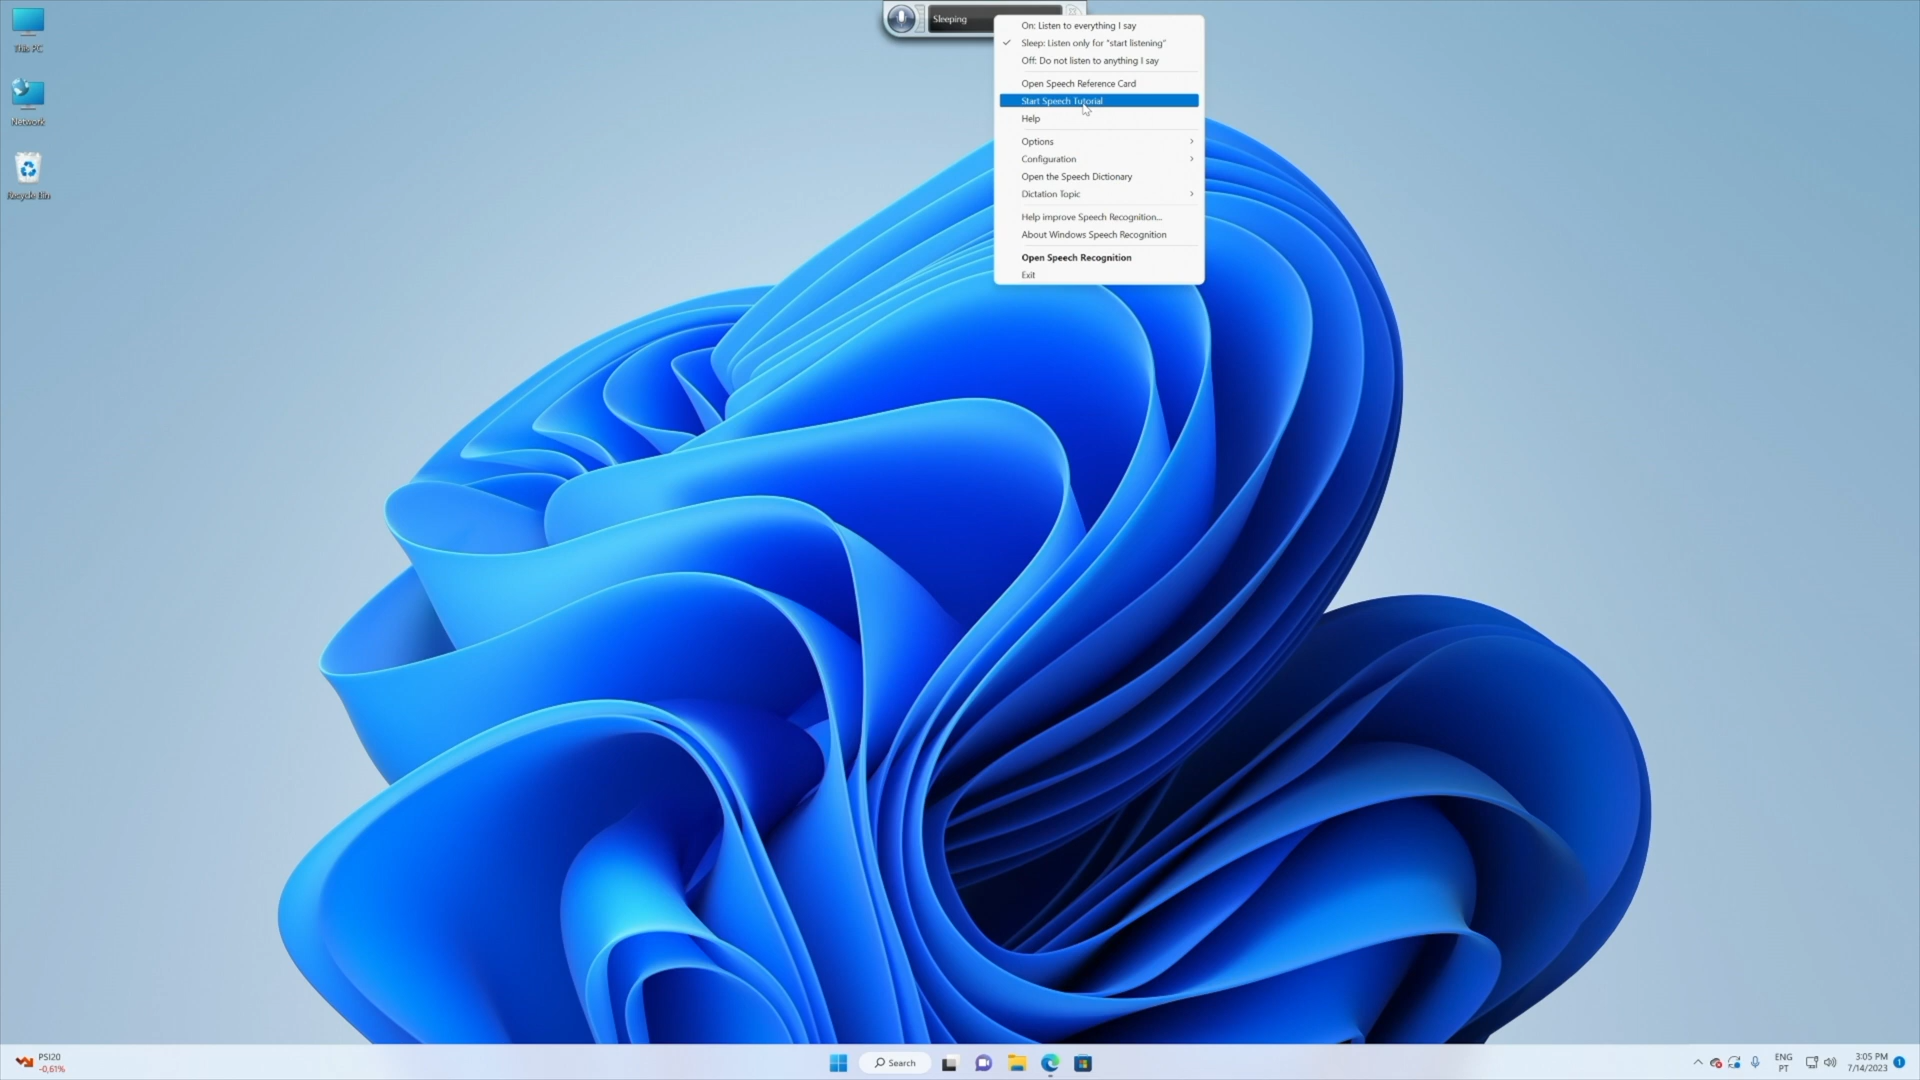 This PC
Network
Recycle Bin
Sleeping
On: Listen to everything I say
Sleep: Listen only for "start listening"
Off: Do not listen to anything I say
Open Speech Reference Card
Start Speech Tutorial
Help
Options
Configuration
Open the Speech Dictionary
Dictation Topic
Help improve Speech Recognition...
About Windows Speech Recognition
Open Speech Recognition
Exit
PSI20
-0,61%
Search
ENG
PT
3:05 PM
7/14/2023
1